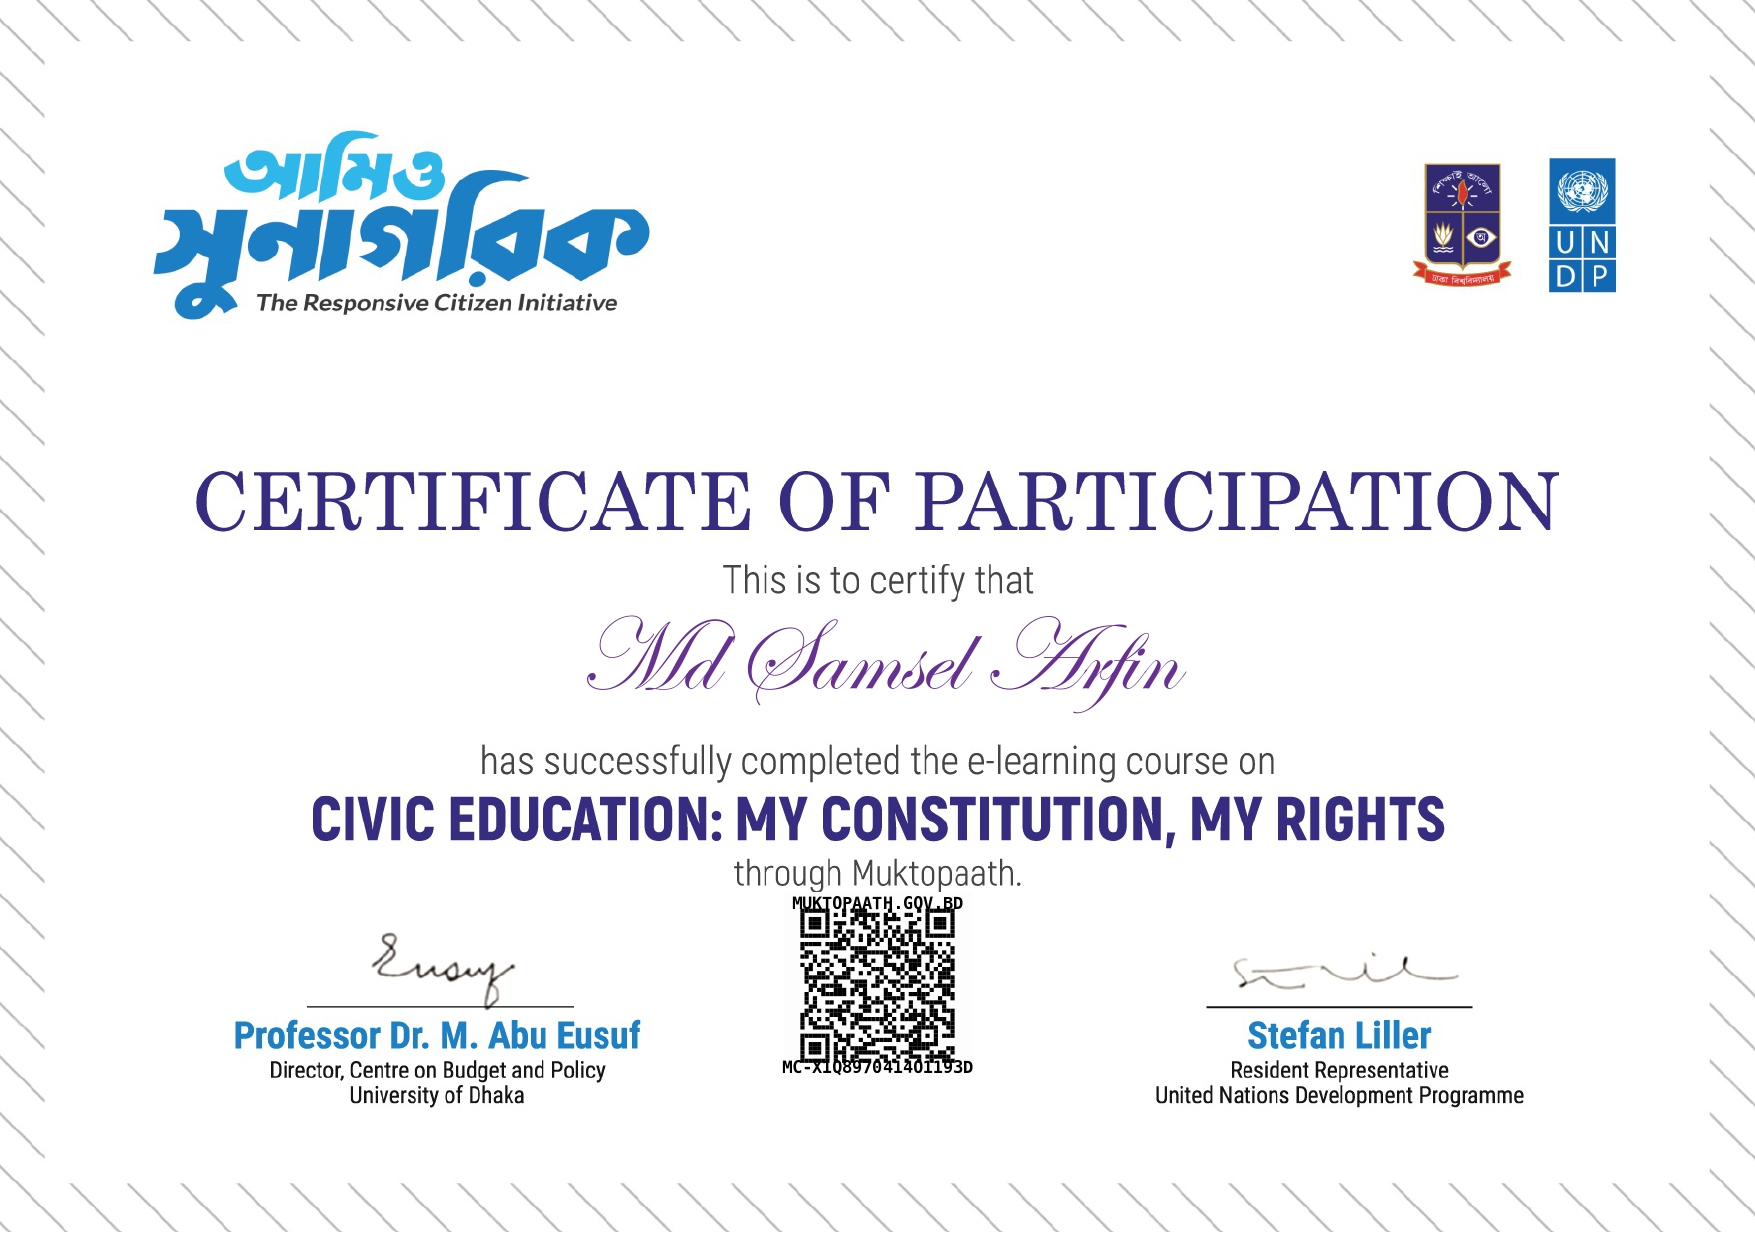 আমিও
সুনাগরিক
The Responsive Citizen Initiative
শিক্ষাই আলো
অ
ঢাকা বিশ্ববিদ্যালয়
UN
DP
CERTIFICATE OF PARTICIPATION
This is to certify that
Md Samsel Arfin
has successfully completed the e-learning course on
CIVIC EDUCATION: MY CONSTITUTION, MY RIGHTS
through Muktopaath.
MUKTOPAATH.GOV.BD
Eusuf
MC-X1Q897041401193D
Professor Dr. M. Abu Eusuf
Director, Centre on Budget and Policy
University of Dhaka
Stefan Liller
Resident Representative
United Nations Development Programme